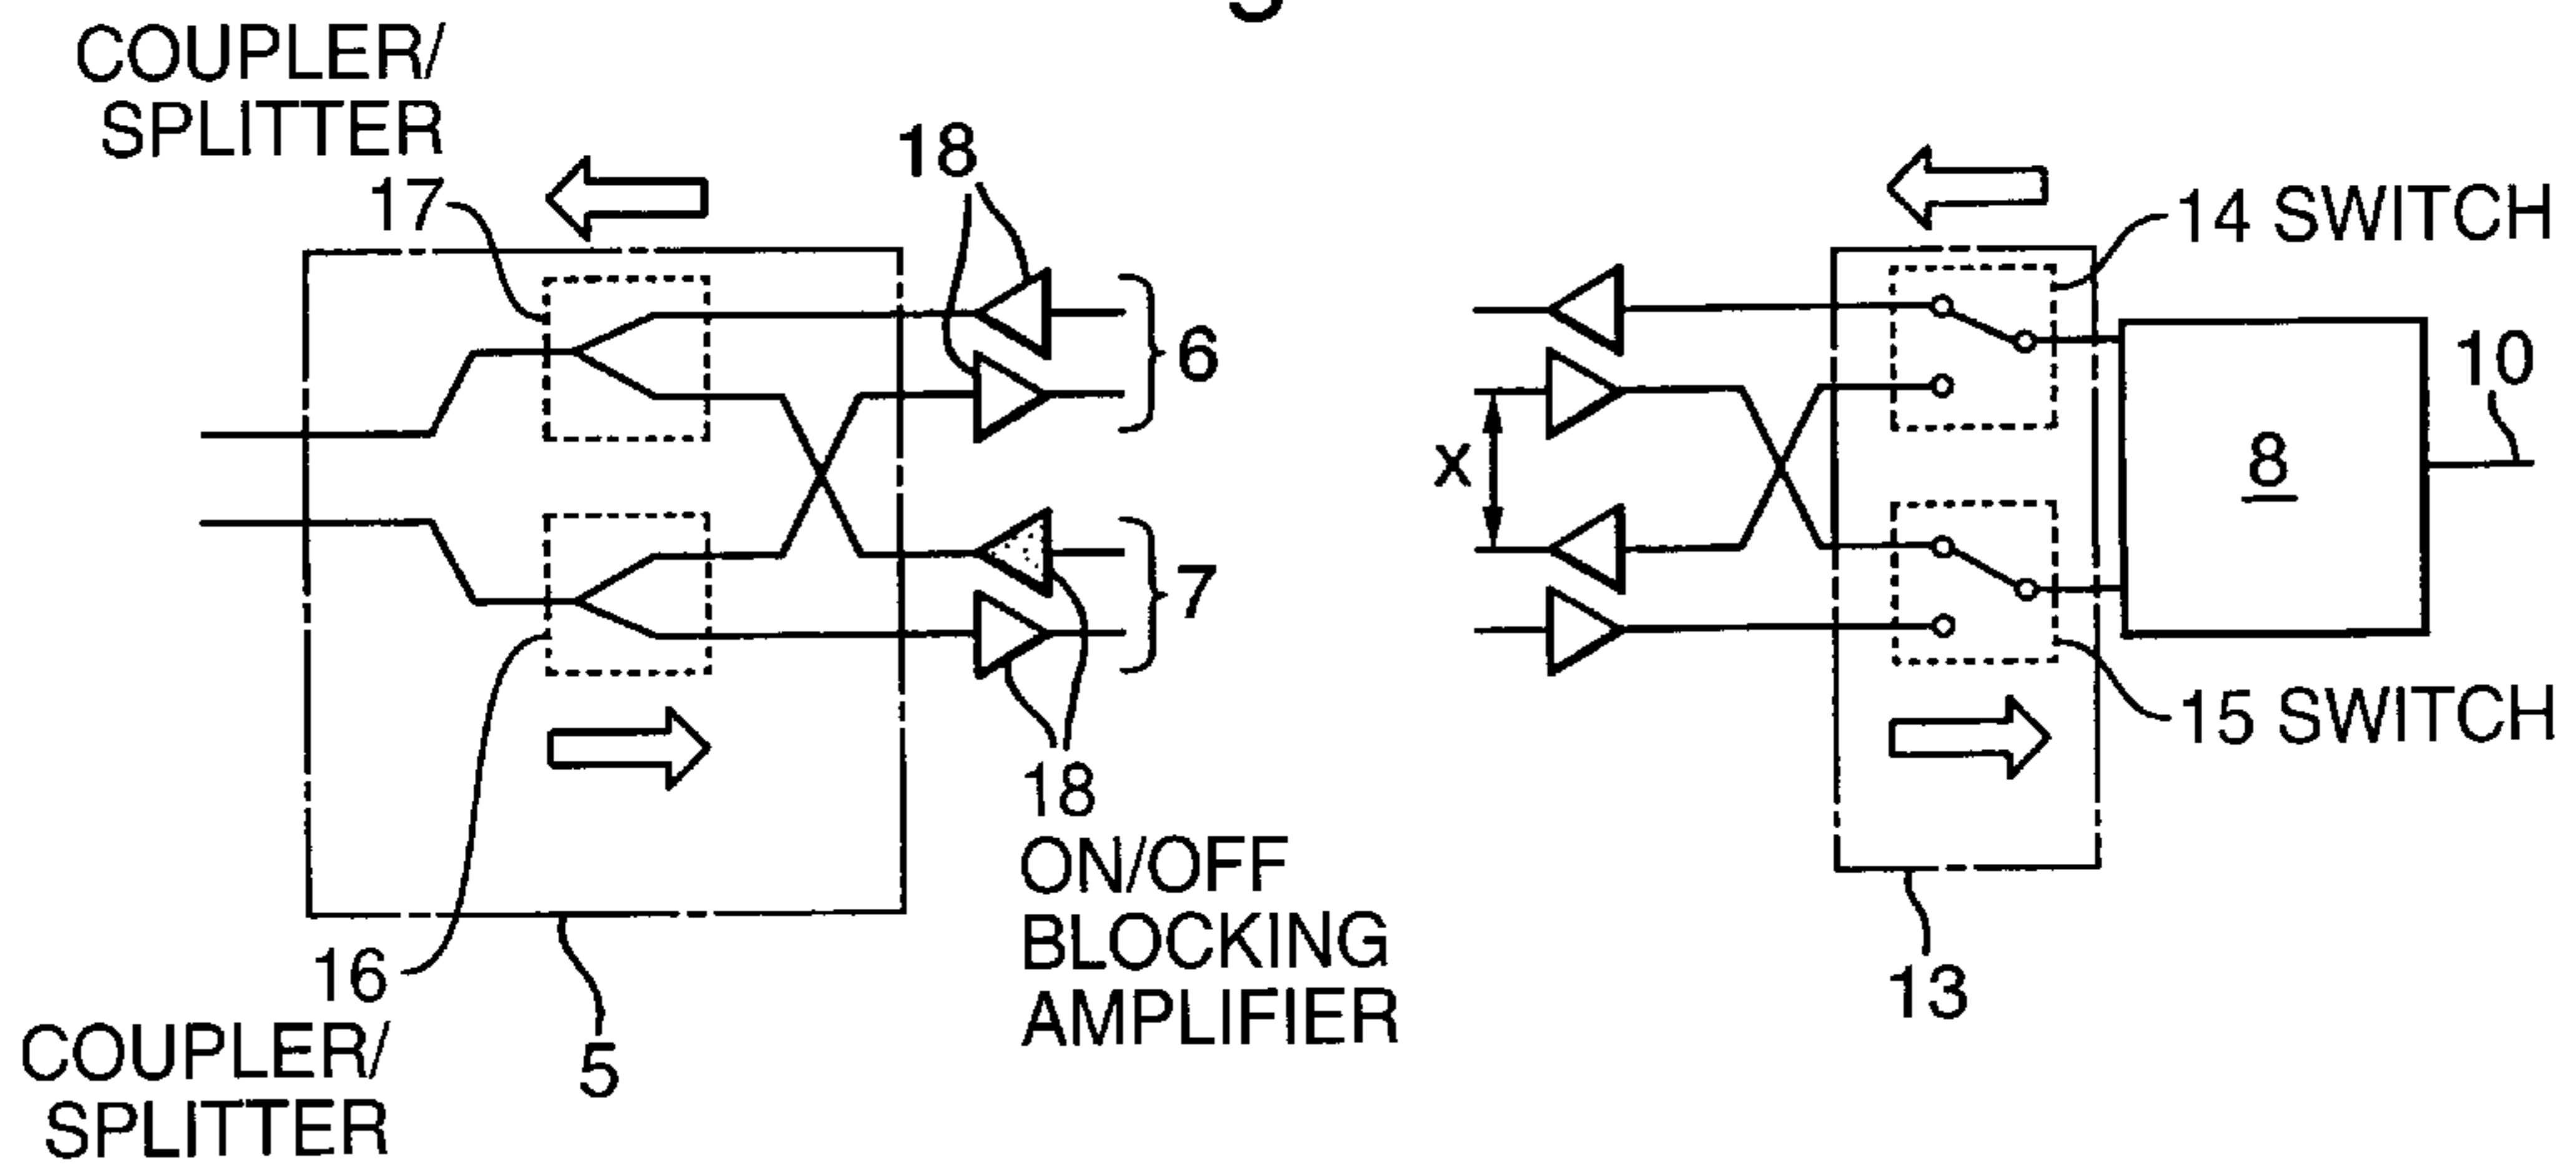 COUPLER/
SPLITTER
17
18
6
7
18
ON/OFF
BLOCKING
AMPLIFIER
16
COUPLER/
SPLITTER
5
X
14 SWITCH
10
8
15 SWITCH
13